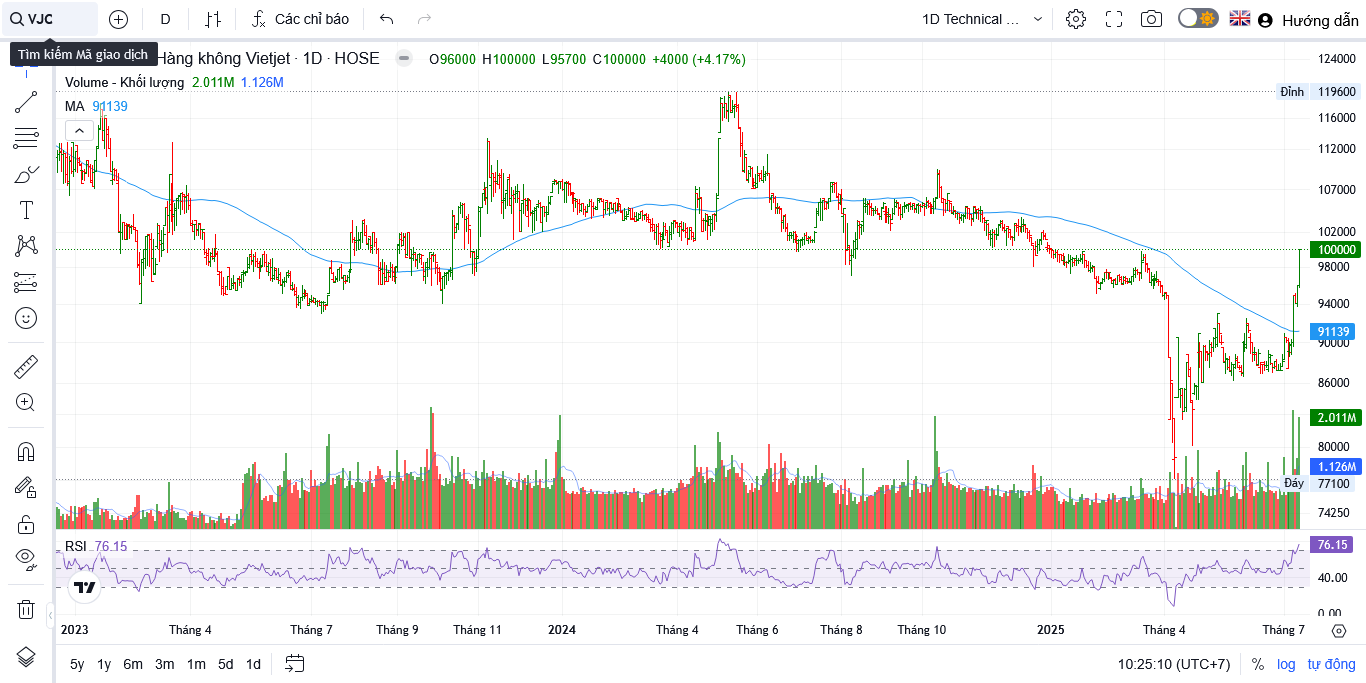 VJC
D
Các chỉ báo
1D Technical ...
Hướng dẫn
Tìm kiếm Mã giao dịch
Hàng không Vietjet · 1D · HOSE
O96000 H100000 L95700 C100000 +4000 (+4.17%)
Volume - Khối lượng 2.011M 1.126M
MA 91139
124000
Đỉnh 119600
116000
112000
107000
102000
100000
98000
94000
91139
90000
86000
2.011M
80000
1.126M
Đáy 77100
74250
RSI 76.15
76.15
40.00
0.00
2023 Tháng 4 Tháng 7 Tháng 9 Tháng 11 2024 Tháng 4 Tháng 6 Tháng 8 Tháng 10 2025 Tháng 4 Tháng 7
5y 1y 6m 3m 1m 5d 1d
10:25:10 (UTC+7) % log tự động